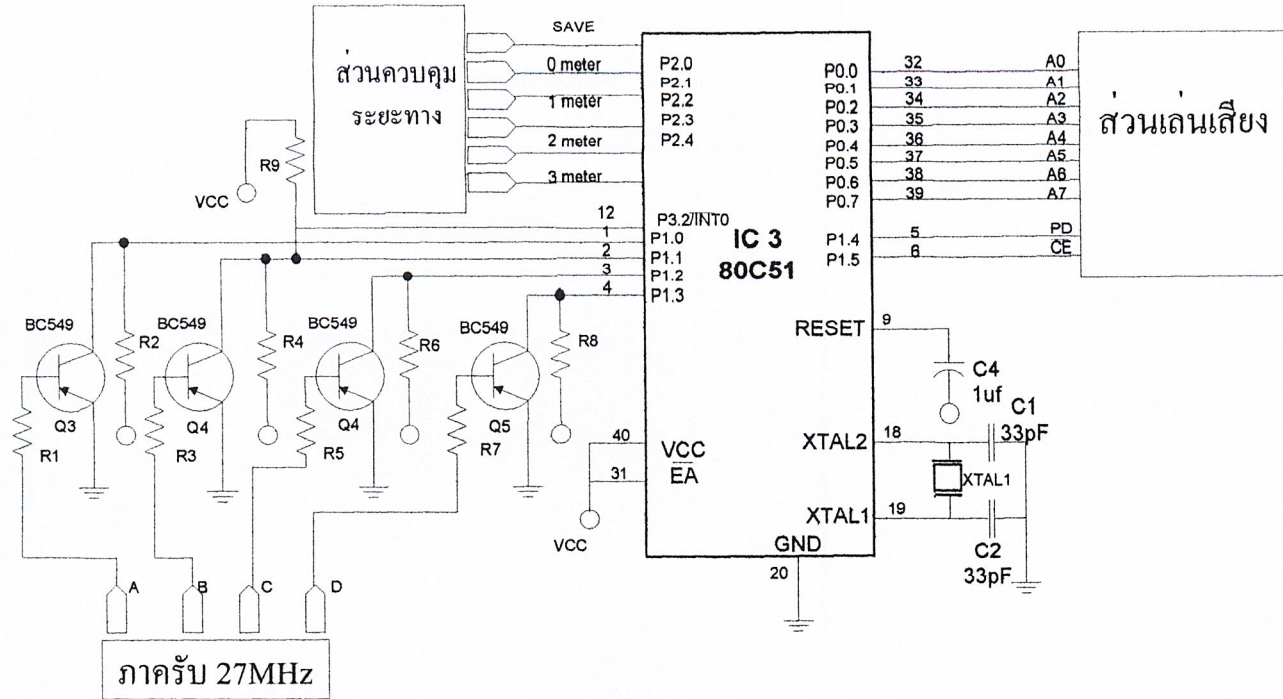 ส่วนควบคุม
ระยะทาง
SAVE
0 meter
1 meter
2 meter
3 meter
P2.0
P2.1
P2.2
P2.3
P2.4
P3.2/INT0
P1.0
P1.1
P1.2
P1.3
12
1
2
3
4
IC 3
80C51
P0.0
P0.1
P0.2
P0.3
P0.4
P0.5
P0.6
P0.7
P1.4
P1.5
32
33
34
35
36
37
38
39
5
6
A0
A1
A2
A3
A4
A5
A6
A7
PD
CE
ส่วนเล่นเสียง
R9
VCC
BC549
R2
BC549
R4
BC549
R6
BC549
R8
Q3
Q4
Q4
Q5
R1
R3
R5
R7
40
31
VCC
EA
VCC
RESET
9
C4
1uf
C1
33pF
XTAL2
18
XTAL1
XTAL1
19
C2
33pF
GND
20
A
B
C
D
ภาครับ 27MHz